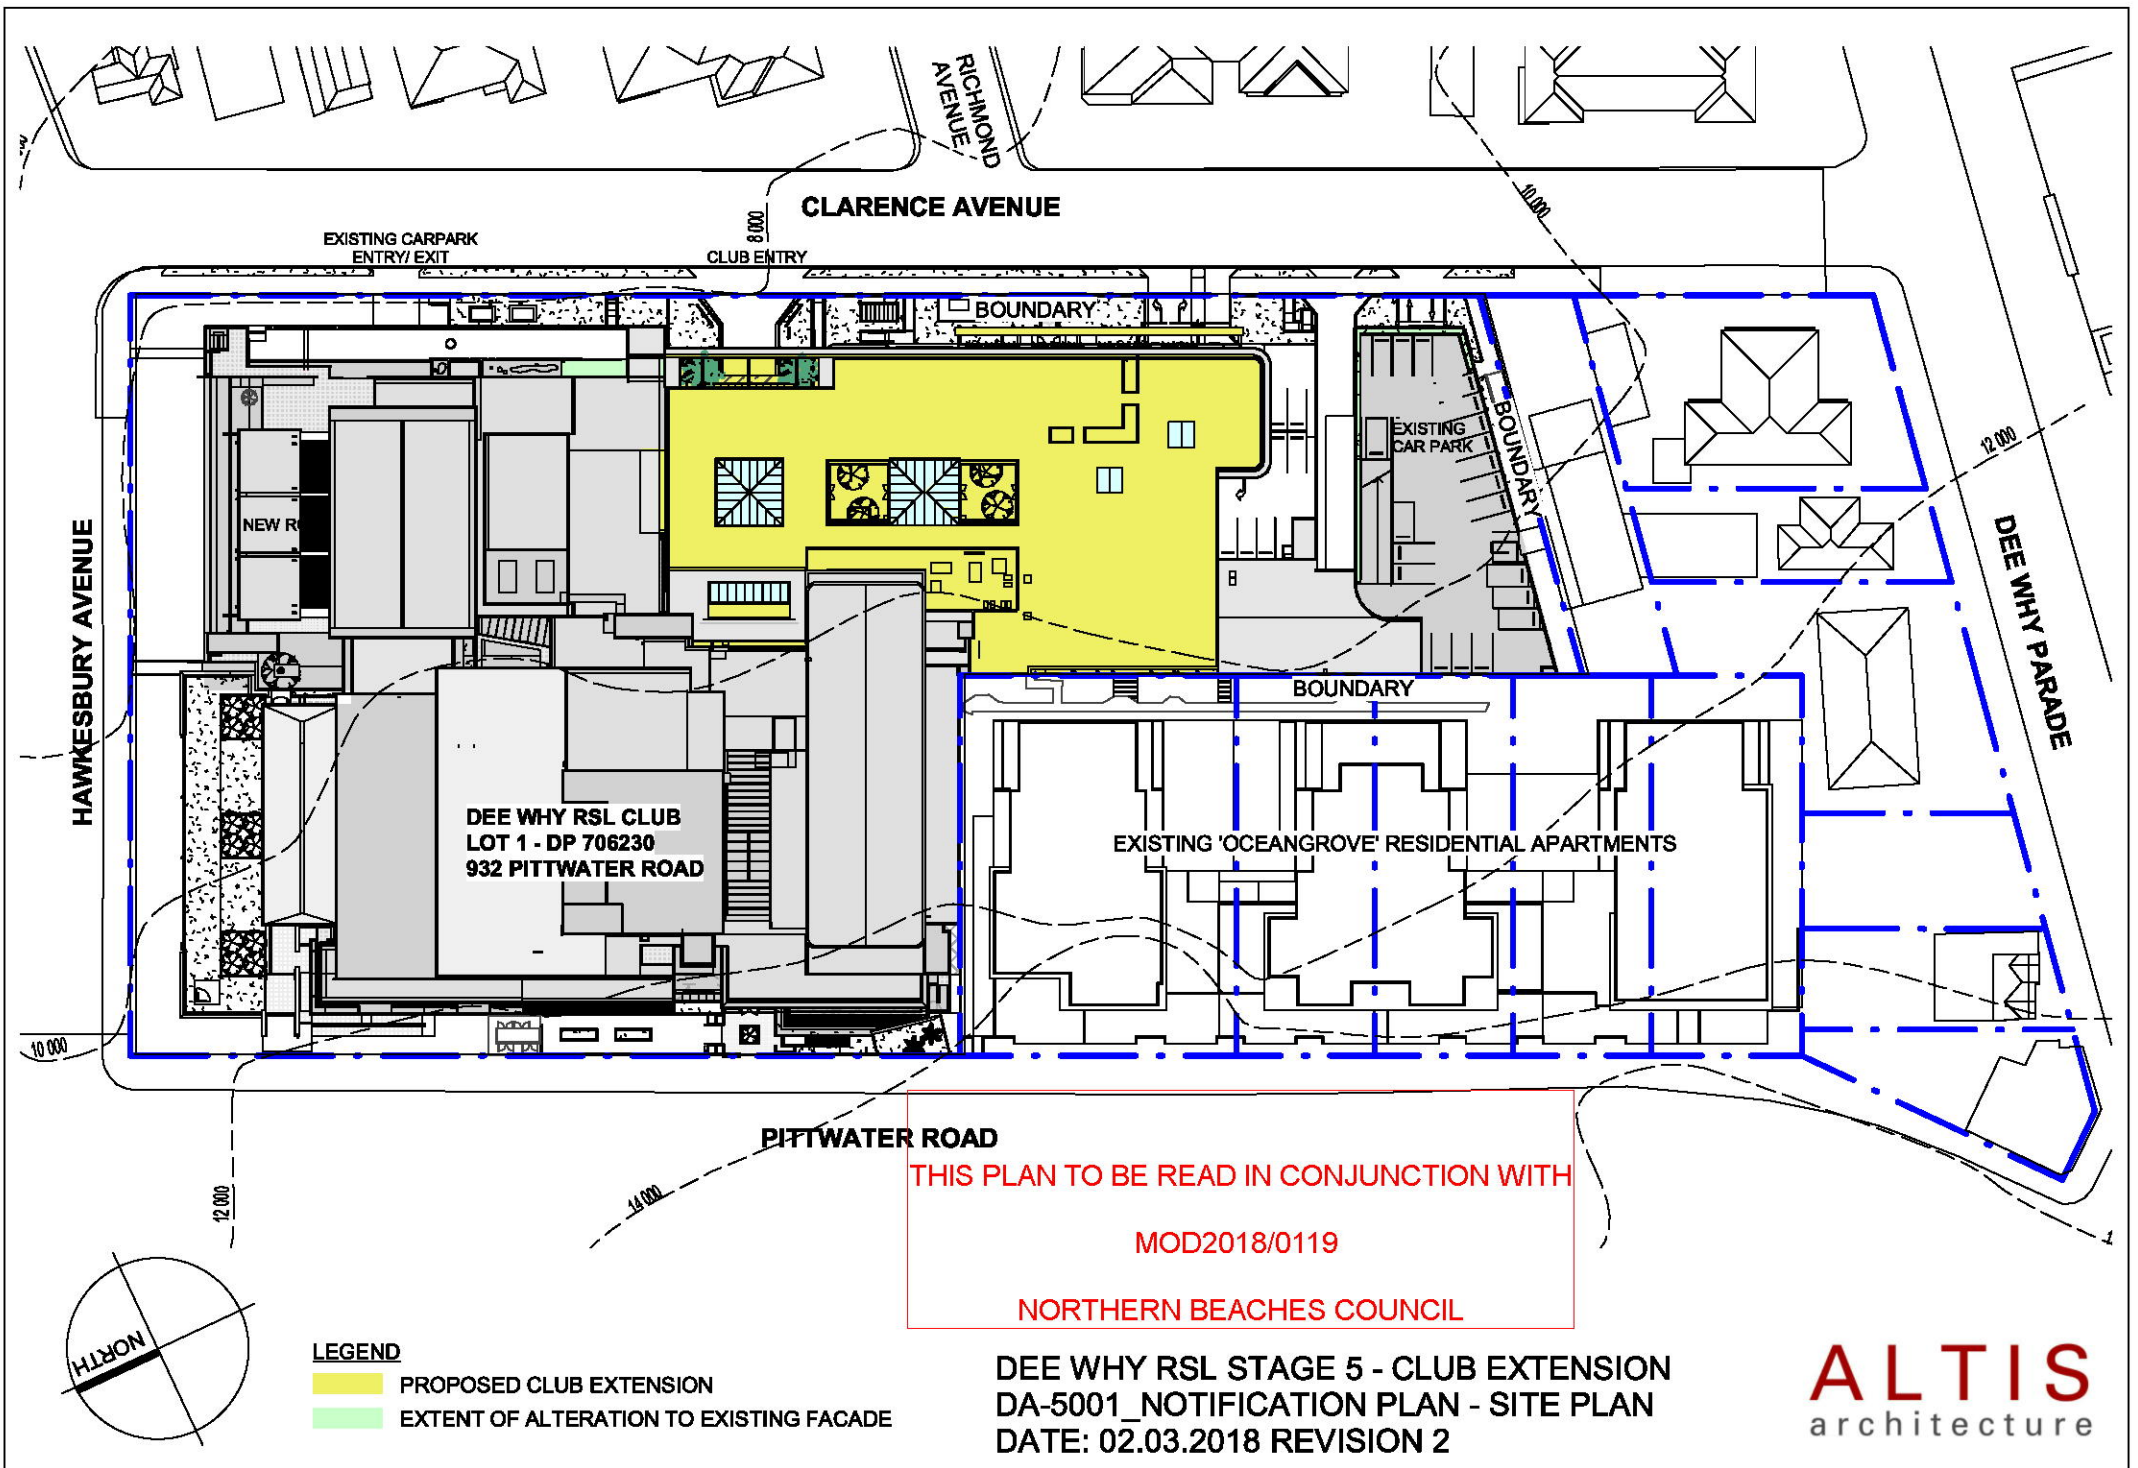 RICHMOND
AVENUE
CLARENCE AVENUE
10 000
8 000
EXISTING CARPARK
ENTRY/ EXIT
CLUB ENTRY
BOUNDARY
EXISTING
CAR PARK
BOUNDARY
12 000
NEW
HAWKESBURY AVENUE
DEE WHY PARADE
BOUNDARY
DEE WHY RSL CLUB
LOT 1 - DP 706230
932 PITTWATER ROAD
EXISTING 'OCEANGROVE' RESIDENTIAL APARTMENTS
10 000
PITTWATER ROAD
12 000
14 000
THIS PLAN TO BE READ IN CONJUNCTION WITH
MOD2018/0119
NORTHERN BEACHES COUNCIL
NORTH
LEGEND
PROPOSED CLUB EXTENSION
EXTENT OF ALTERATION TO EXISTING FACADE
DEE WHY RSL STAGE 5 - CLUB EXTENSION
DA-5001_NOTIFICATION PLAN - SITE PLAN
DATE: 02.03.2018 REVISION 2
ALTIS
architecture